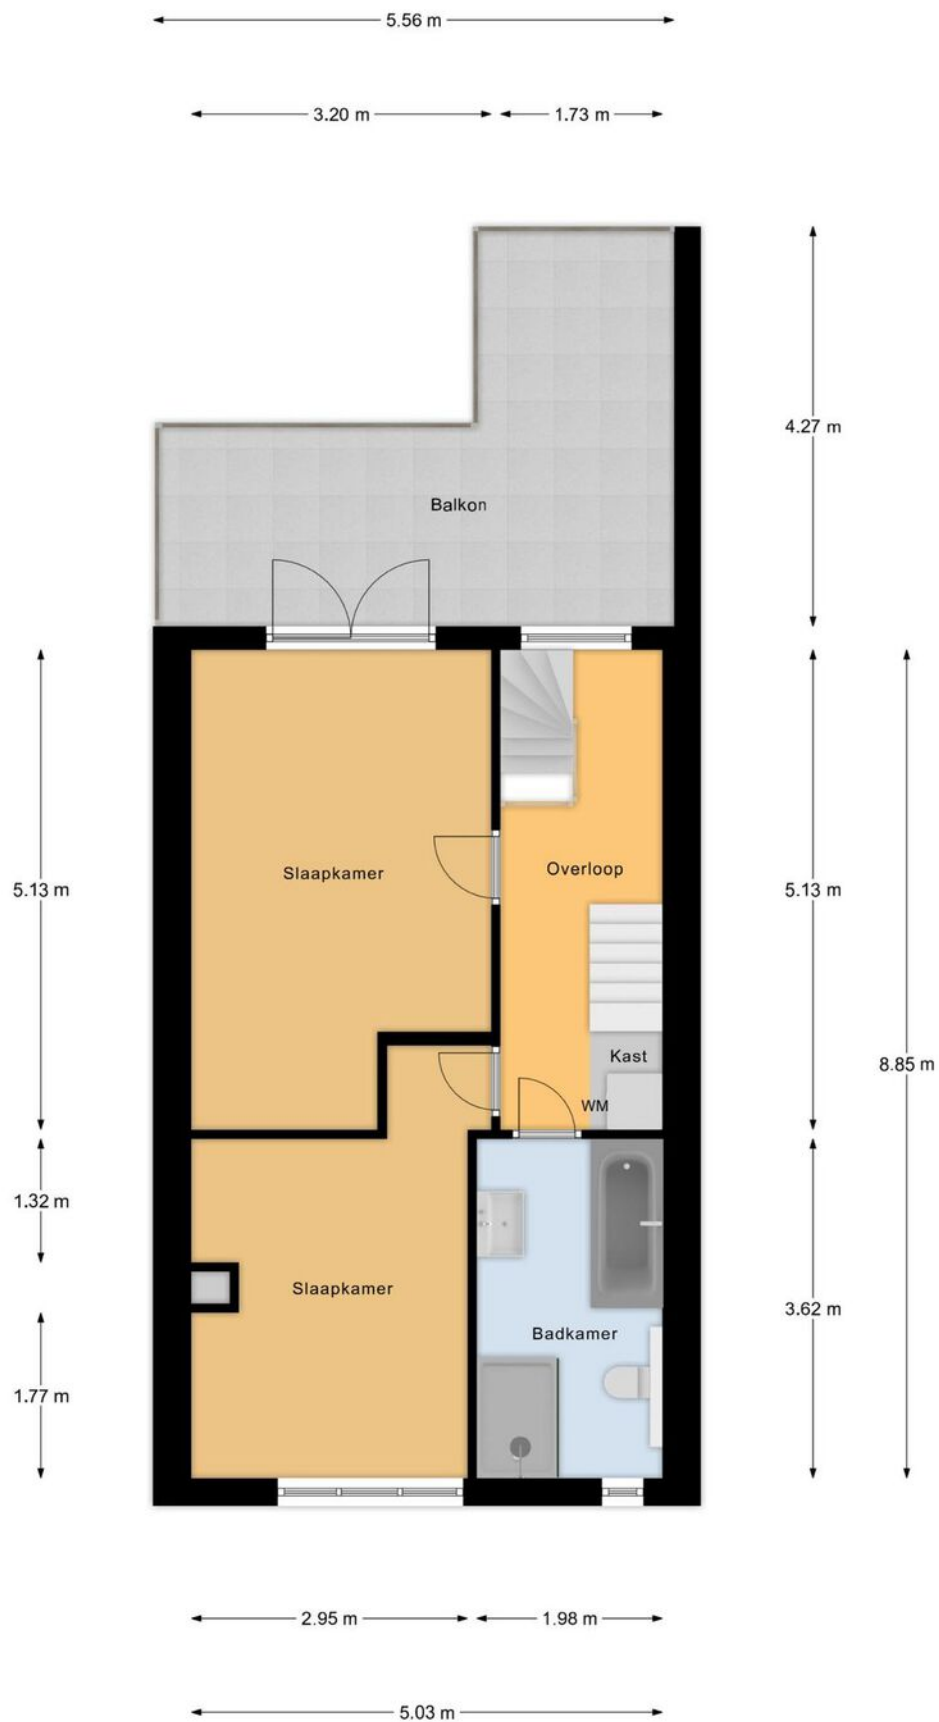 5.56 m
3.20 m
1.73 m
4.27 m
Balkon
Slaapkamer
Overloop
5.13 m
5.13 m
Kast
8.85 m
WM
1.32 m
Slaapkamer
3.62 m
Badkamer
1.77 m
2.95 m
1.98 m
5.03 m